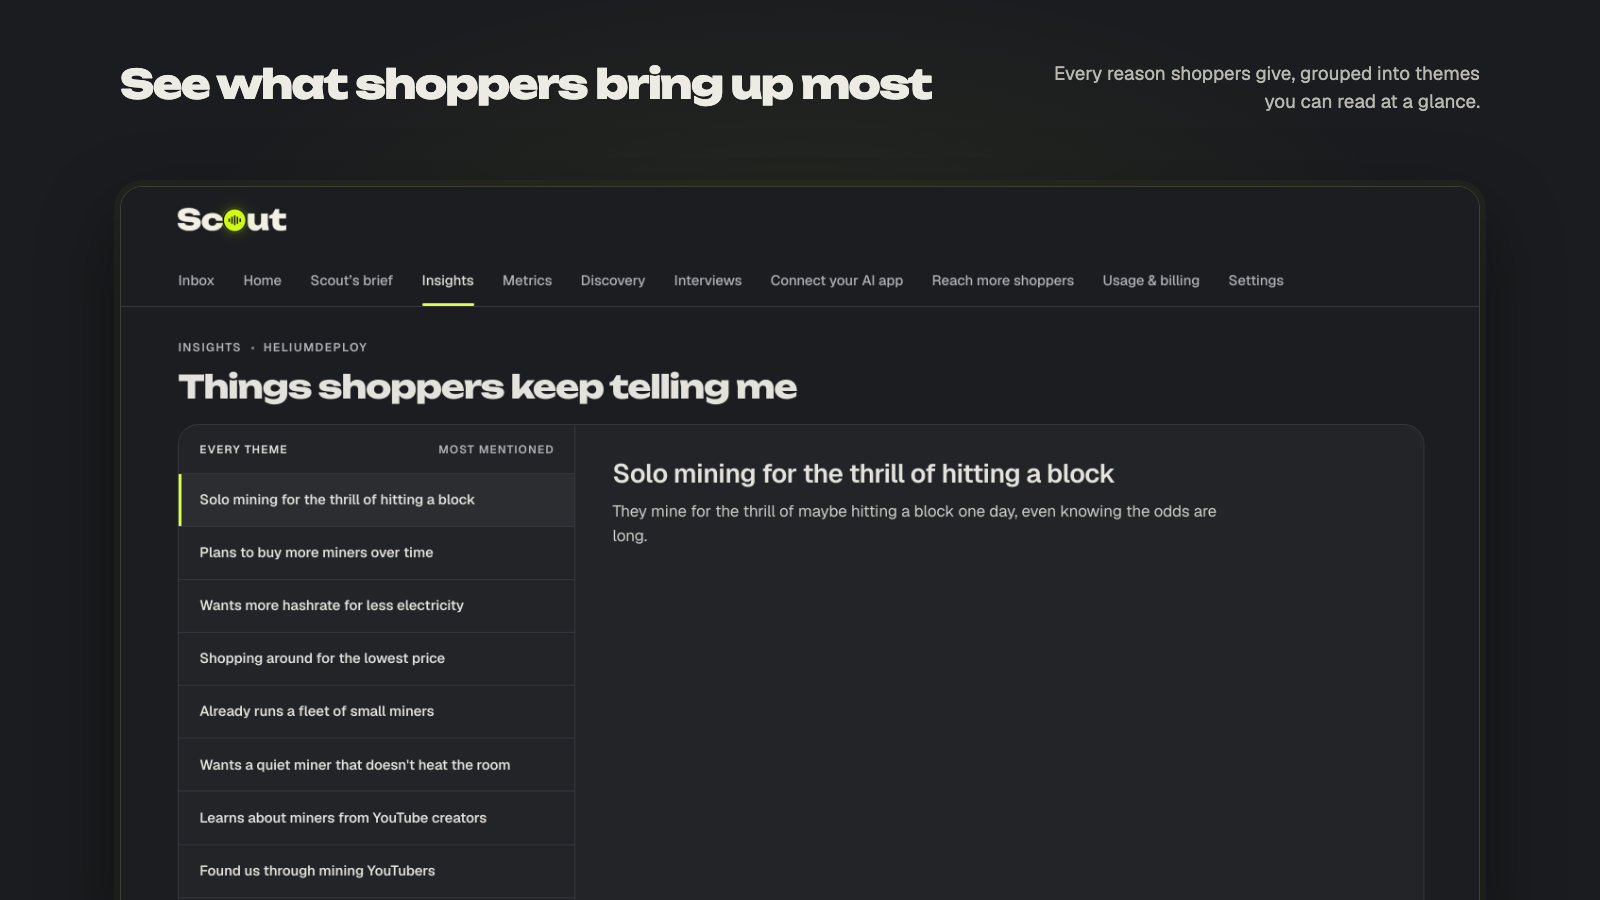 See what shoppers bring up most
Every reason shoppers give, grouped into themes
you can read at a glance.
Scout
Inbox Home Scout's brief Insights Metrics Discovery Interviews Connect your AI app Reach more shoppers Usage & billing Settings
INSIGHTS • HELIUMDEPLOY
Things shoppers keep telling me
EVERY THEME MOST MENTIONED
Solo mining for the thrill of hitting a block
Plans to buy more miners over time
Wants more hashrate for less electricity
Shopping around for the lowest price
Already runs a fleet of small miners
Wants a quiet miner that doesn't heat the room
Learns about miners from YouTube creators
Found us through mining YouTubers
Solo mining for the thrill of hitting a block
They mine for the thrill of maybe hitting a block one day, even knowing the odds are
long.